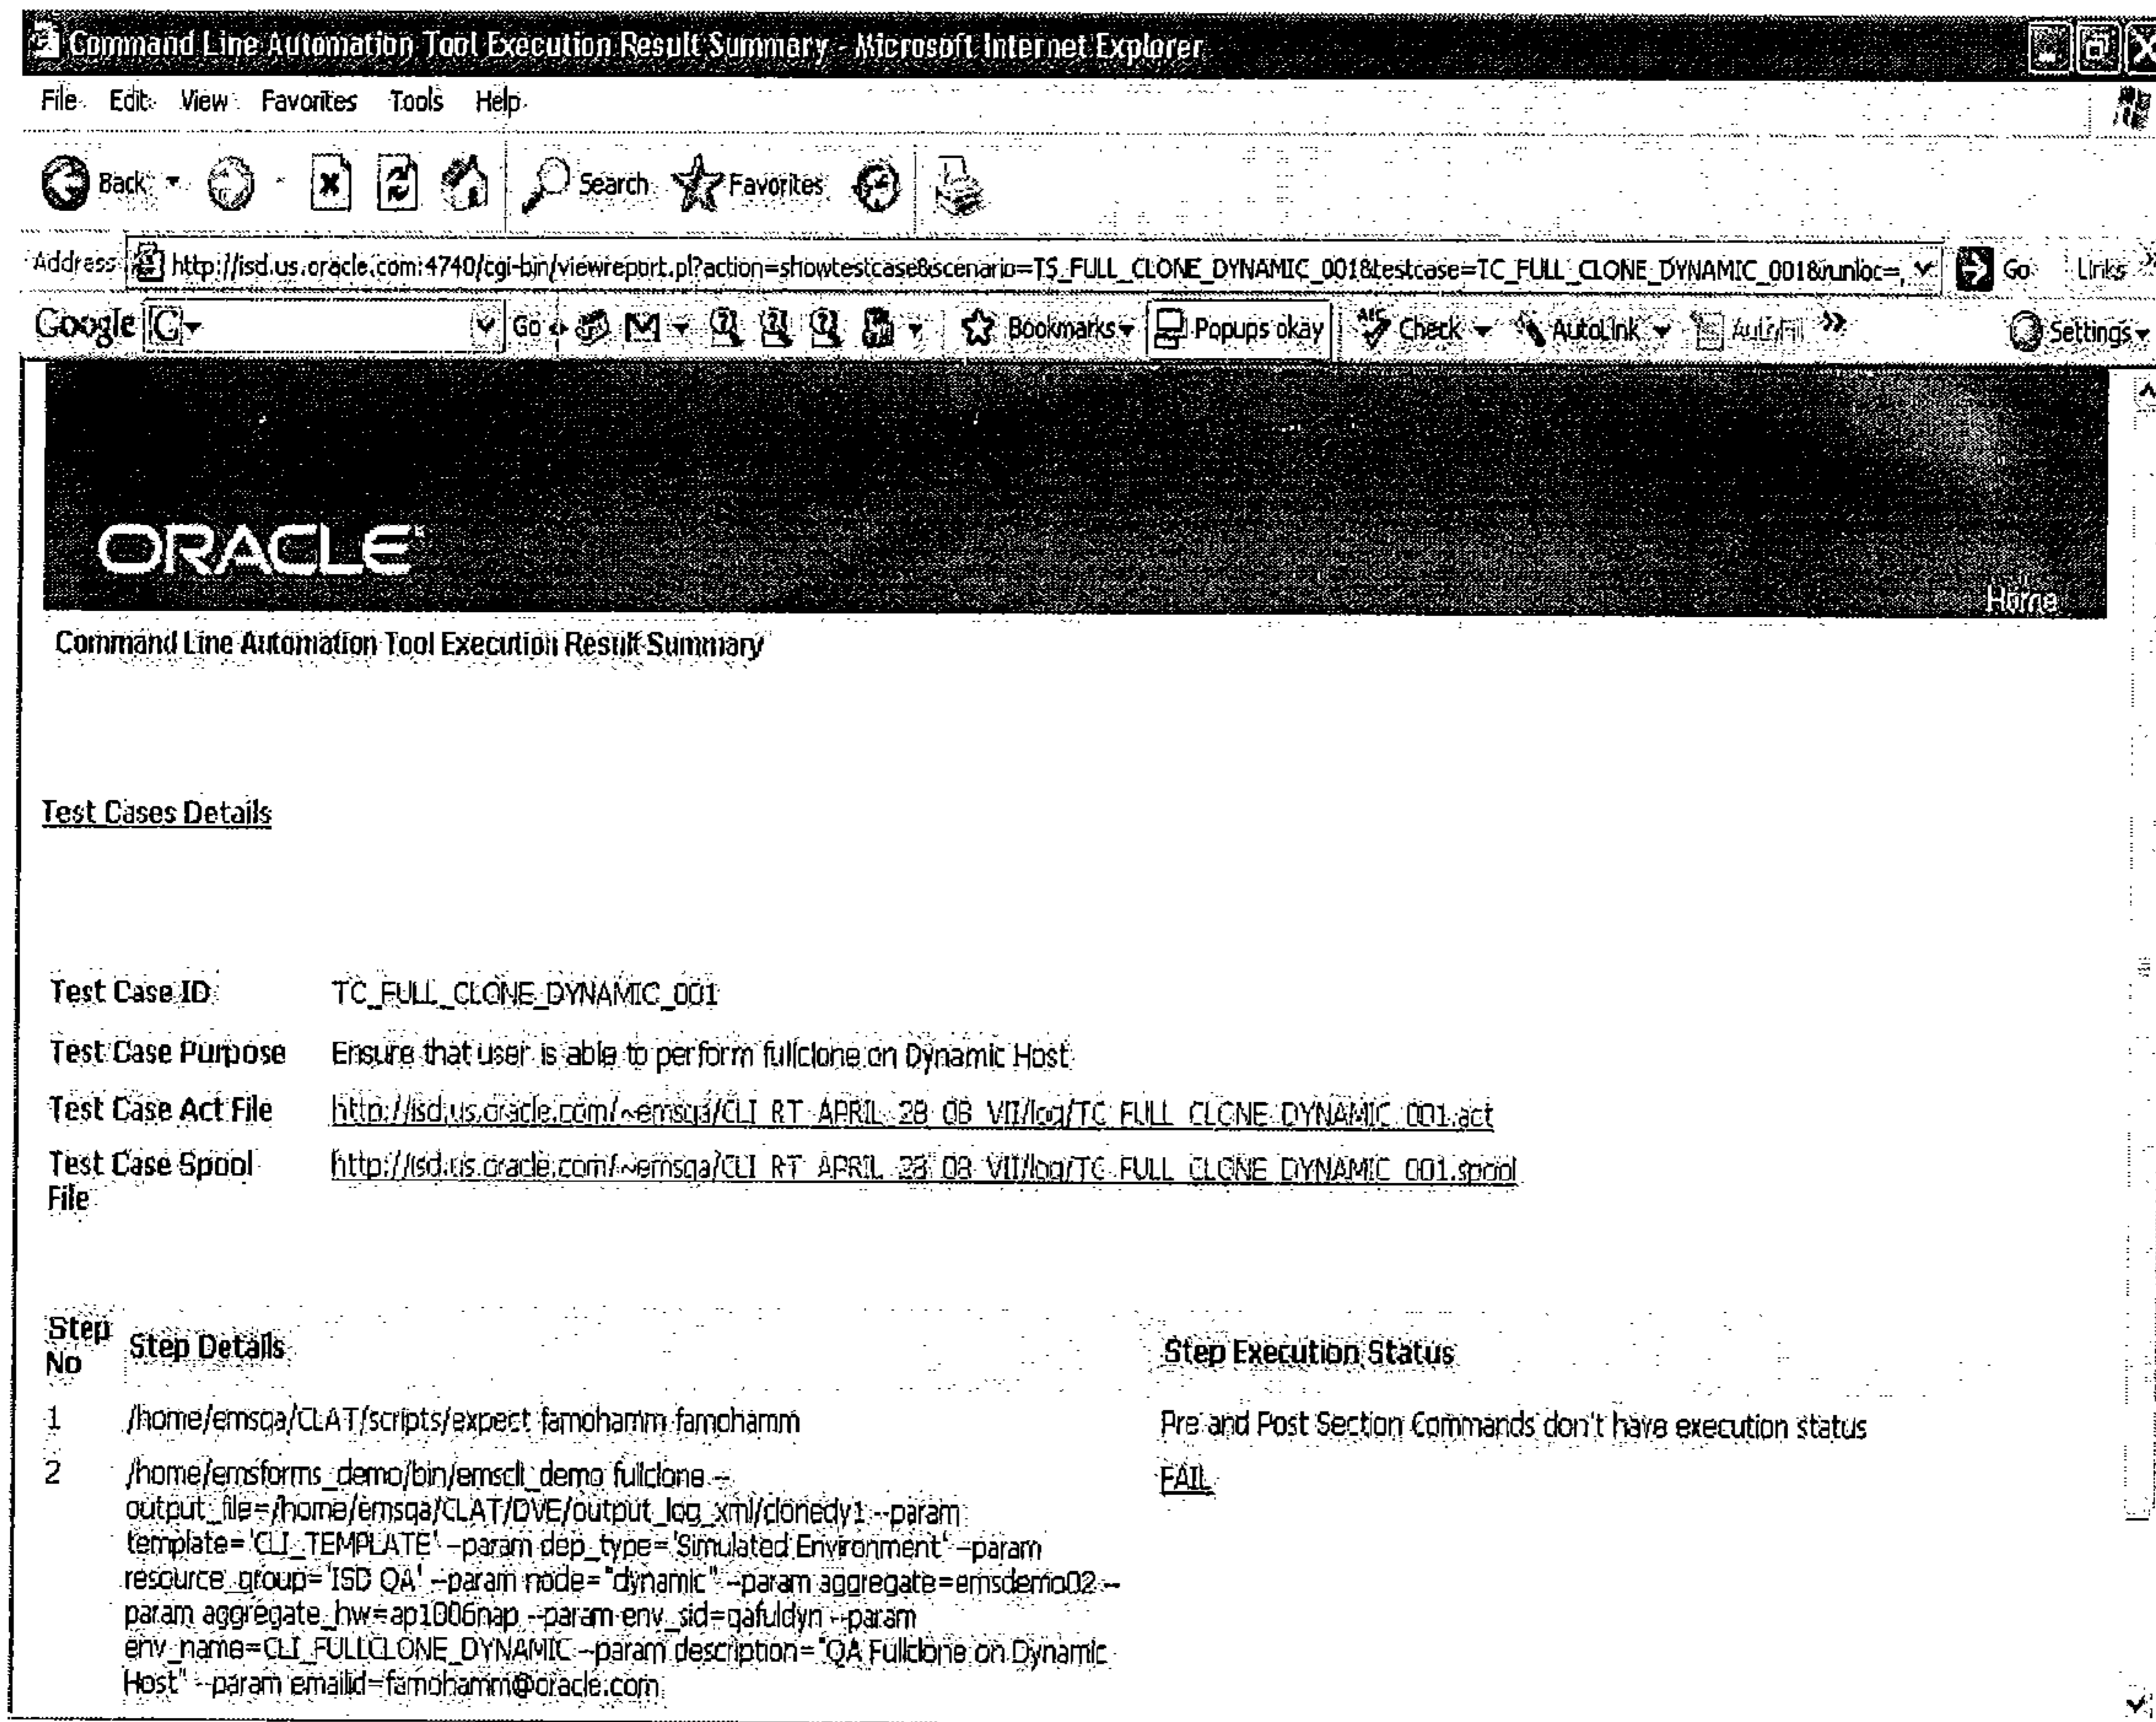 Command Line Automation Tool Execution Result Summary - Microsoft Internet Explorer
File Edit View Favorites Tools Help
Back Search Favorites
Address http://isd.us.oracle.com:4740/cgi-bin/viewreport.pl?action=showtestcase&scenario=TS_FULL_CLONE_DYNAMIC_001&testcase=TC_FULL_CLONE_DYNAMIC_001&runloc=, Go Links »
Google G Go Bookmarks Popups okay Check AutoLink AutoFill » Settings
ORACLE
Home
Command Line Automation Tool Execution Result Summary
Test Cases Details
Test Case ID TC_FULL_CLONE_DYNAMIC_001
Test Case Purpose Ensure that user is able to perform fullclone on Dynamic Host
Test Case Act File http://isd.us.oracle.com/~emsqa/CLI_RT_APRIL_28_08_VII/log/TC_FULL_CLONE_DYNAMIC_001.act
Test Case Spool http://isd.us.oracle.com/~emsqa/CLI_RT_APRIL_28_08_VII/log/TC_FULL_CLONE_DYNAMIC_001.spool
File
Step No Step Details Step Execution Status
1 /home/emsqa/CLAT/scripts/expect famohamm famohamm Pre and Post Section Commands don't have execution status
2 /home/emsforms_demo/bin/emscli_demo fullclone -- FAIL
output_file=/home/emsqa/CLAT/DVE/output_log_xml/clonedy1 --param
template='CLI_TEMPLATE' --param dep_type='Simulated Environment' --param
resource_group='ISD QA' --param node="dynamic" --param aggregate=emsdemo02 --
param aggregate_hw=ap1006nap --param env_sid=qafuldyn --param
env_name=CLI_FULLCLONE_DYNAMIC --param description="QA Fullclone on Dynamic
Host" --param emailid=famohamm@oracle.com